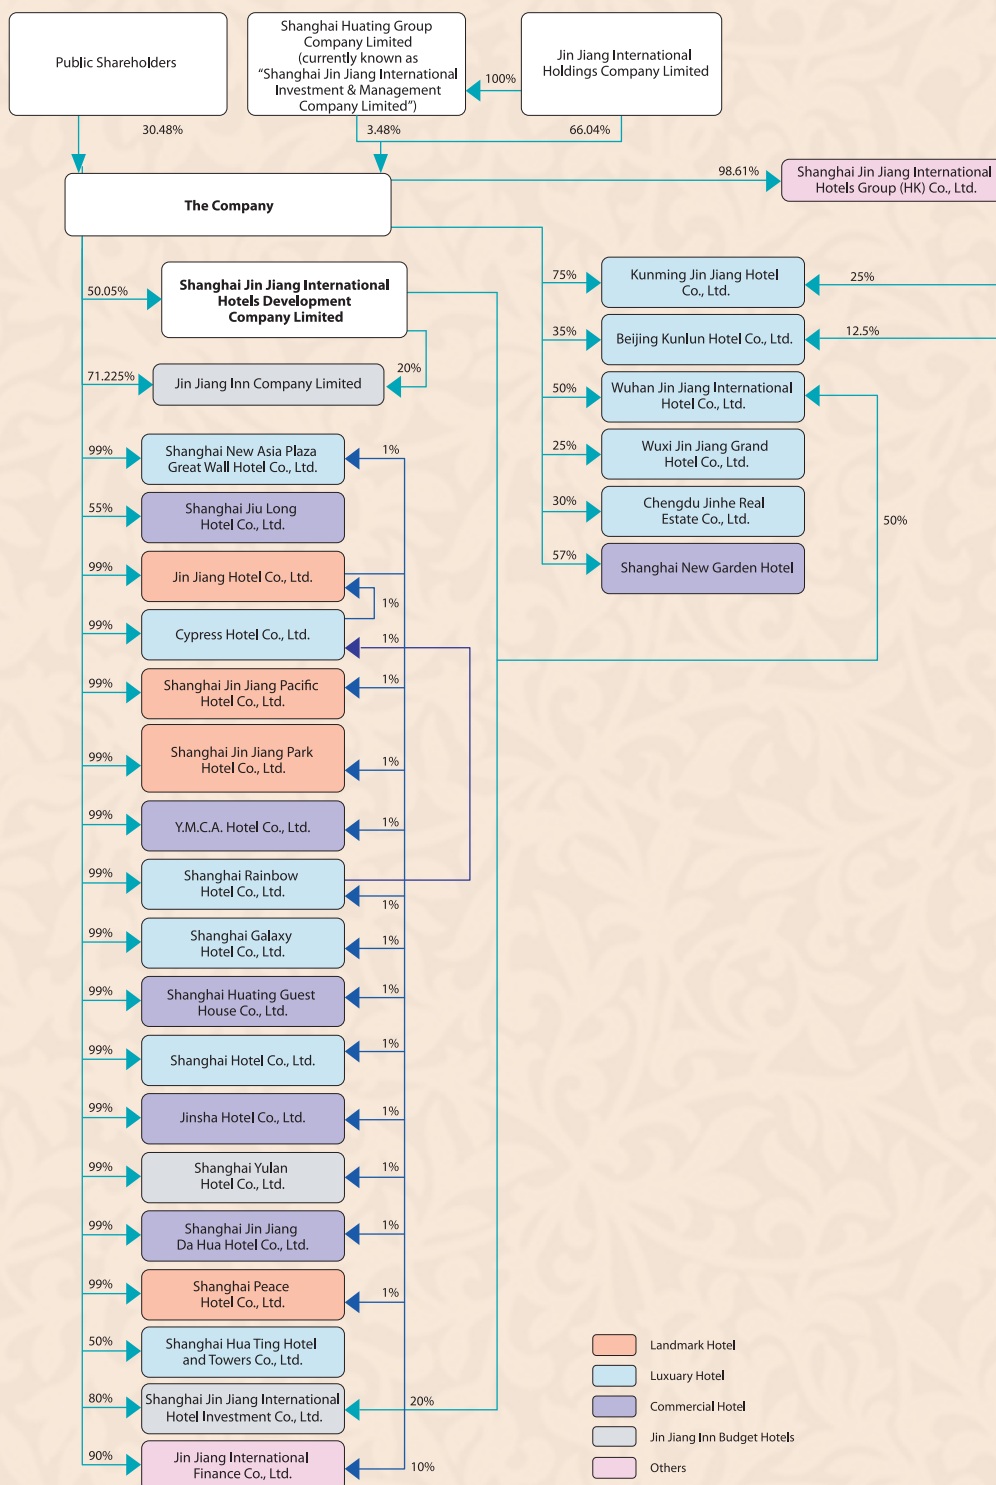 Public Shareholders
Shanghai Huating Group
Company Limited
(currently known as
“Shanghai Jin Jiang International
Investment & Management
Company Limited”)
Jin Jiang International
Holdings Company Limited
100%
30.48%
3.48%
66.04%
The Company
98.61%
Shanghai Jin Jiang International
Hotels Group (HK) Co., Ltd.
50.05%
Shanghai Jin Jiang International
Hotels Development
Company Limited
71.225%
Jin Jiang Inn Company Limited
20%
75%
Kunming Jin Jiang Hotel
Co., Ltd.
25%
35%
Beijing Kunlun Hotel Co., Ltd.
12.5%
50%
Wuhan Jin Jiang International
Hotel Co., Ltd.
25%
Wuxi Jin Jiang Grand
Hotel Co., Ltd.
30%
Chengdu Jinhe Real
Estate Co., Ltd.
50%
57%
Shanghai New Garden Hotel
99%
Shanghai New Asia Plaza
Great Wall Hotel Co., Ltd.
1%
55%
Shanghai Jiu Long
Hotel Co., Ltd.
99%
Jin Jiang Hotel Co., Ltd.
1%
99%
Cypress Hotel Co., Ltd.
1%
99%
Shanghai Jin Jiang Pacific
Hotel Co., Ltd.
1%
99%
Shanghai Jin Jiang Park
Hotel Co., Ltd.
1%
99%
Y.M.C.A. Hotel Co., Ltd.
1%
99%
Shanghai Rainbow
Hotel Co., Ltd.
1%
99%
Shanghai Galaxy
Hotel Co., Ltd.
1%
99%
Shanghai Huating Guest
House Co., Ltd.
1%
99%
Shanghai Hotel Co., Ltd.
1%
99%
Jinsha Hotel Co., Ltd.
1%
99%
Shanghai Yulan
Hotel Co., Ltd.
1%
99%
Shanghai Jin Jiang
Da Hua Hotel Co., Ltd.
1%
99%
Shanghai Peace
Hotel Co., Ltd.
1%
50%
Shanghai Hua Ting Hotel
and Towers Co., Ltd.
80%
Shanghai Jin Jiang International
Hotel Investment Co., Ltd.
20%
90%
Jin Jiang International
Finance Co., Ltd.
10%
Landmark Hotel
Luxuary Hotel
Commercial Hotel
Jin Jiang Inn Budget Hotels
Others